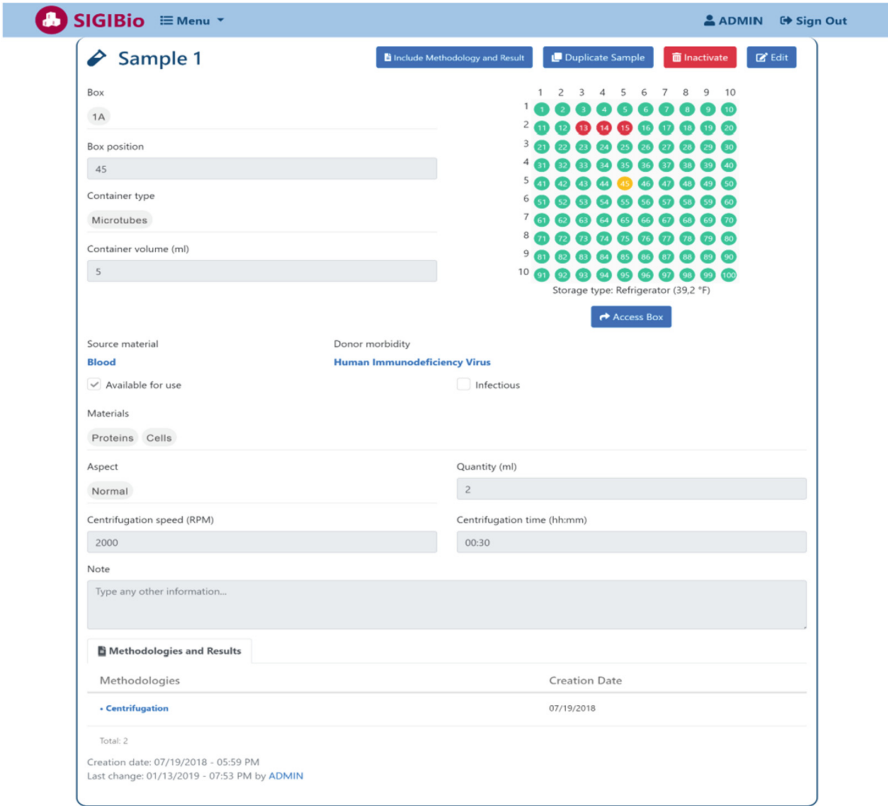 SIGIBio Menu ADMIN Sign Out
Sample 1 Include Methodology and Result Duplicate Sample Inactivate Edit
Box
1A
Box position
45
Container type
Microtubes
Container volume (ml)
5
1 2 3 4 5 6 7 8 9 10
1 1 2 3 4 5 6 7 8 9 10
2 11 12 13 14 15 16 17 18 19 20
3 21 22 23 24 25 26 27 28 29 30
4 31 32 33 34 35 36 37 38 39 40
5 41 42 43 44 45 46 47 48 49 50
6 51 52 53 54 55 56 57 58 59 60
7 61 62 63 64 65 66 67 68 69 70
8 71 72 73 74 75 76 77 78 79 80
9 81 82 83 84 85 86 87 88 89 90
10 91 92 93 94 95 96 97 98 99 100
Storage type: Refrigerator (39,2 °F)
Access Box
Source material Donor morbidity
Blood Human Immunodeficiency Virus
Available for use Infectious
Materials
Proteins Cells
Aspect Quantity (ml)
Normal 2
Centrifugation speed (RPM) Centrifugation time (hh:mm)
2000 00:30
Note
Type any other information...
Methodologies and Results
Methodologies Creation Date
• Centrifugation 07/19/2018
Total: 2
Creation date: 07/19/2018 - 05:59 PM
Last change: 01/13/2019 - 07:53 PM by ADMIN